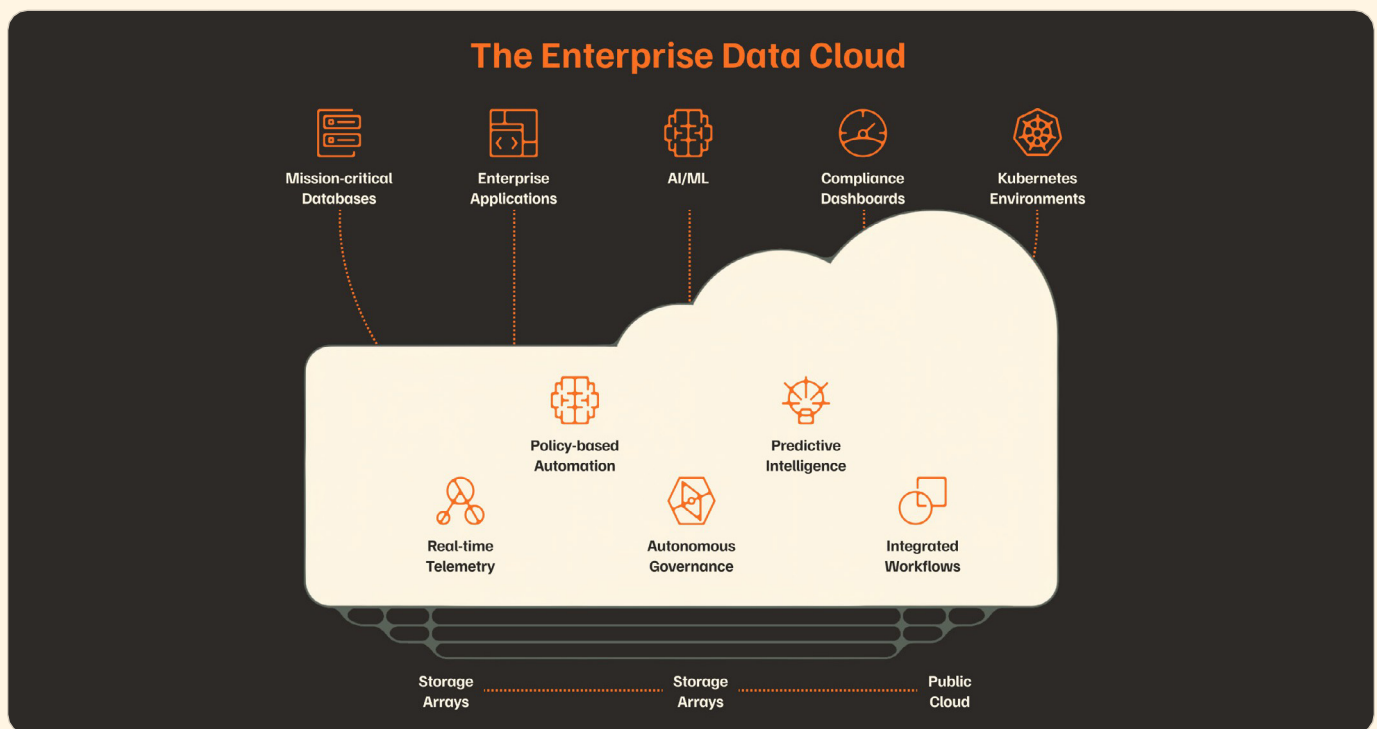 The Enterprise Data Cloud
Mission-critical
Databases
Enterprise
Applications
AI/ML
Compliance
Dashboards
Kubernetes
Environments
Policy-based
Automation
Predictive
Intelligence
Real-time
Telemetry
Autonomous
Governance
Integrated
Workflows
Storage
Arrays
Storage
Arrays
Public
Cloud